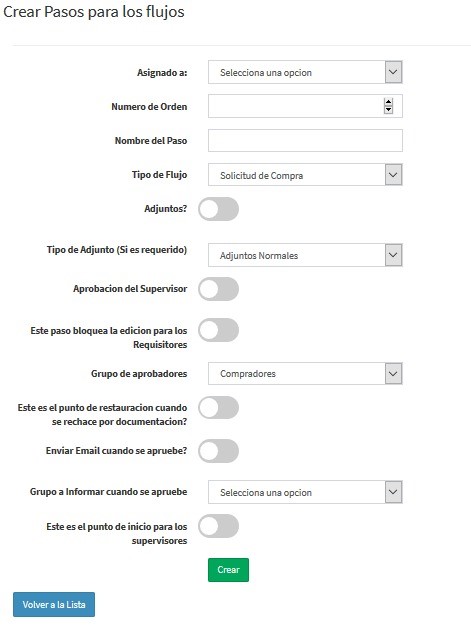 Crear Pasos para los flujos
Asignado a:
Selecciona una opcion
Numero de Orden
Nombre del Paso
Tipo de Flujo
Solicitud de Compra
Adjuntos?
Tipo de Adjunto (Si es requerido)
Adjuntos Normales
Aprobacion del Supervisor
Este paso bloquea la edicion para los
Requisitores
Grupo de aprobadores
Compradores
Este es el punto de restauracion cuando
se rechace por documentacion?
Enviar Email cuando se apruebe?
Grupo a Informar cuando se apruebe
Selecciona una opcion
Este es el punto de inicio para los
supervisores
Crear
Volver a la Lista